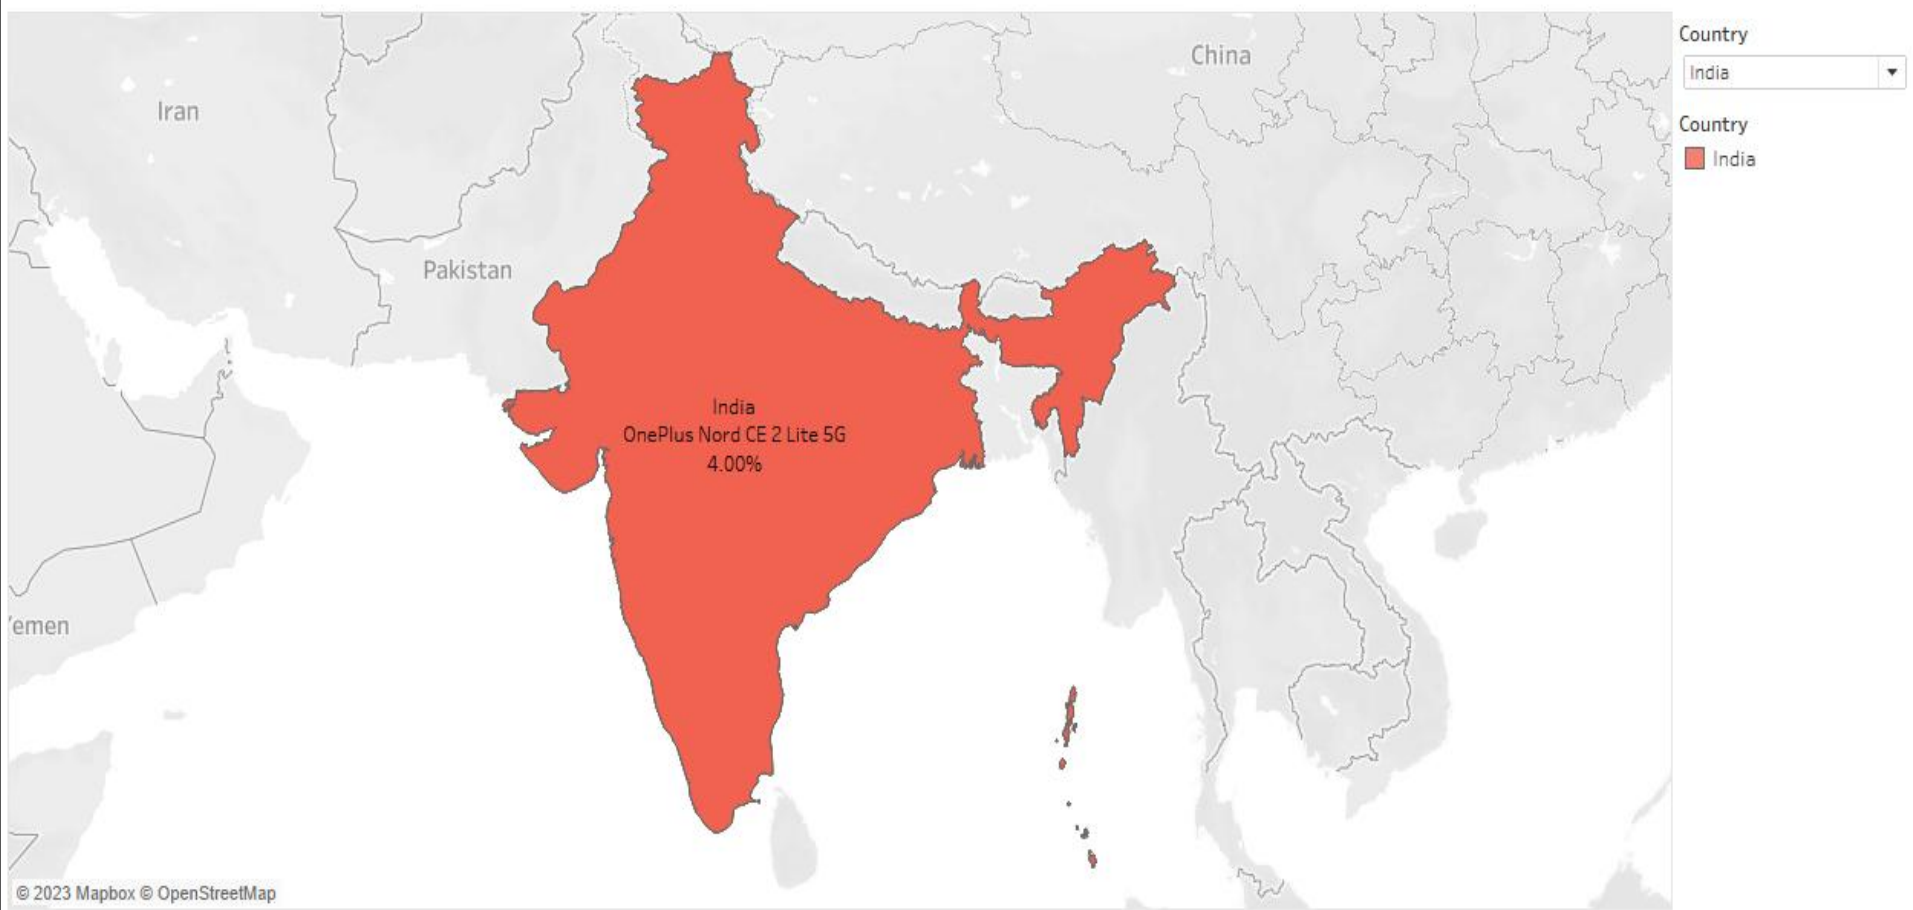 China
Iran
Pakistan
India
OnePlus Nord CE 2 Lite 5G
4.00%
emen
© 2023 Mapbox © OpenStreetMap
Country
India
Country
India